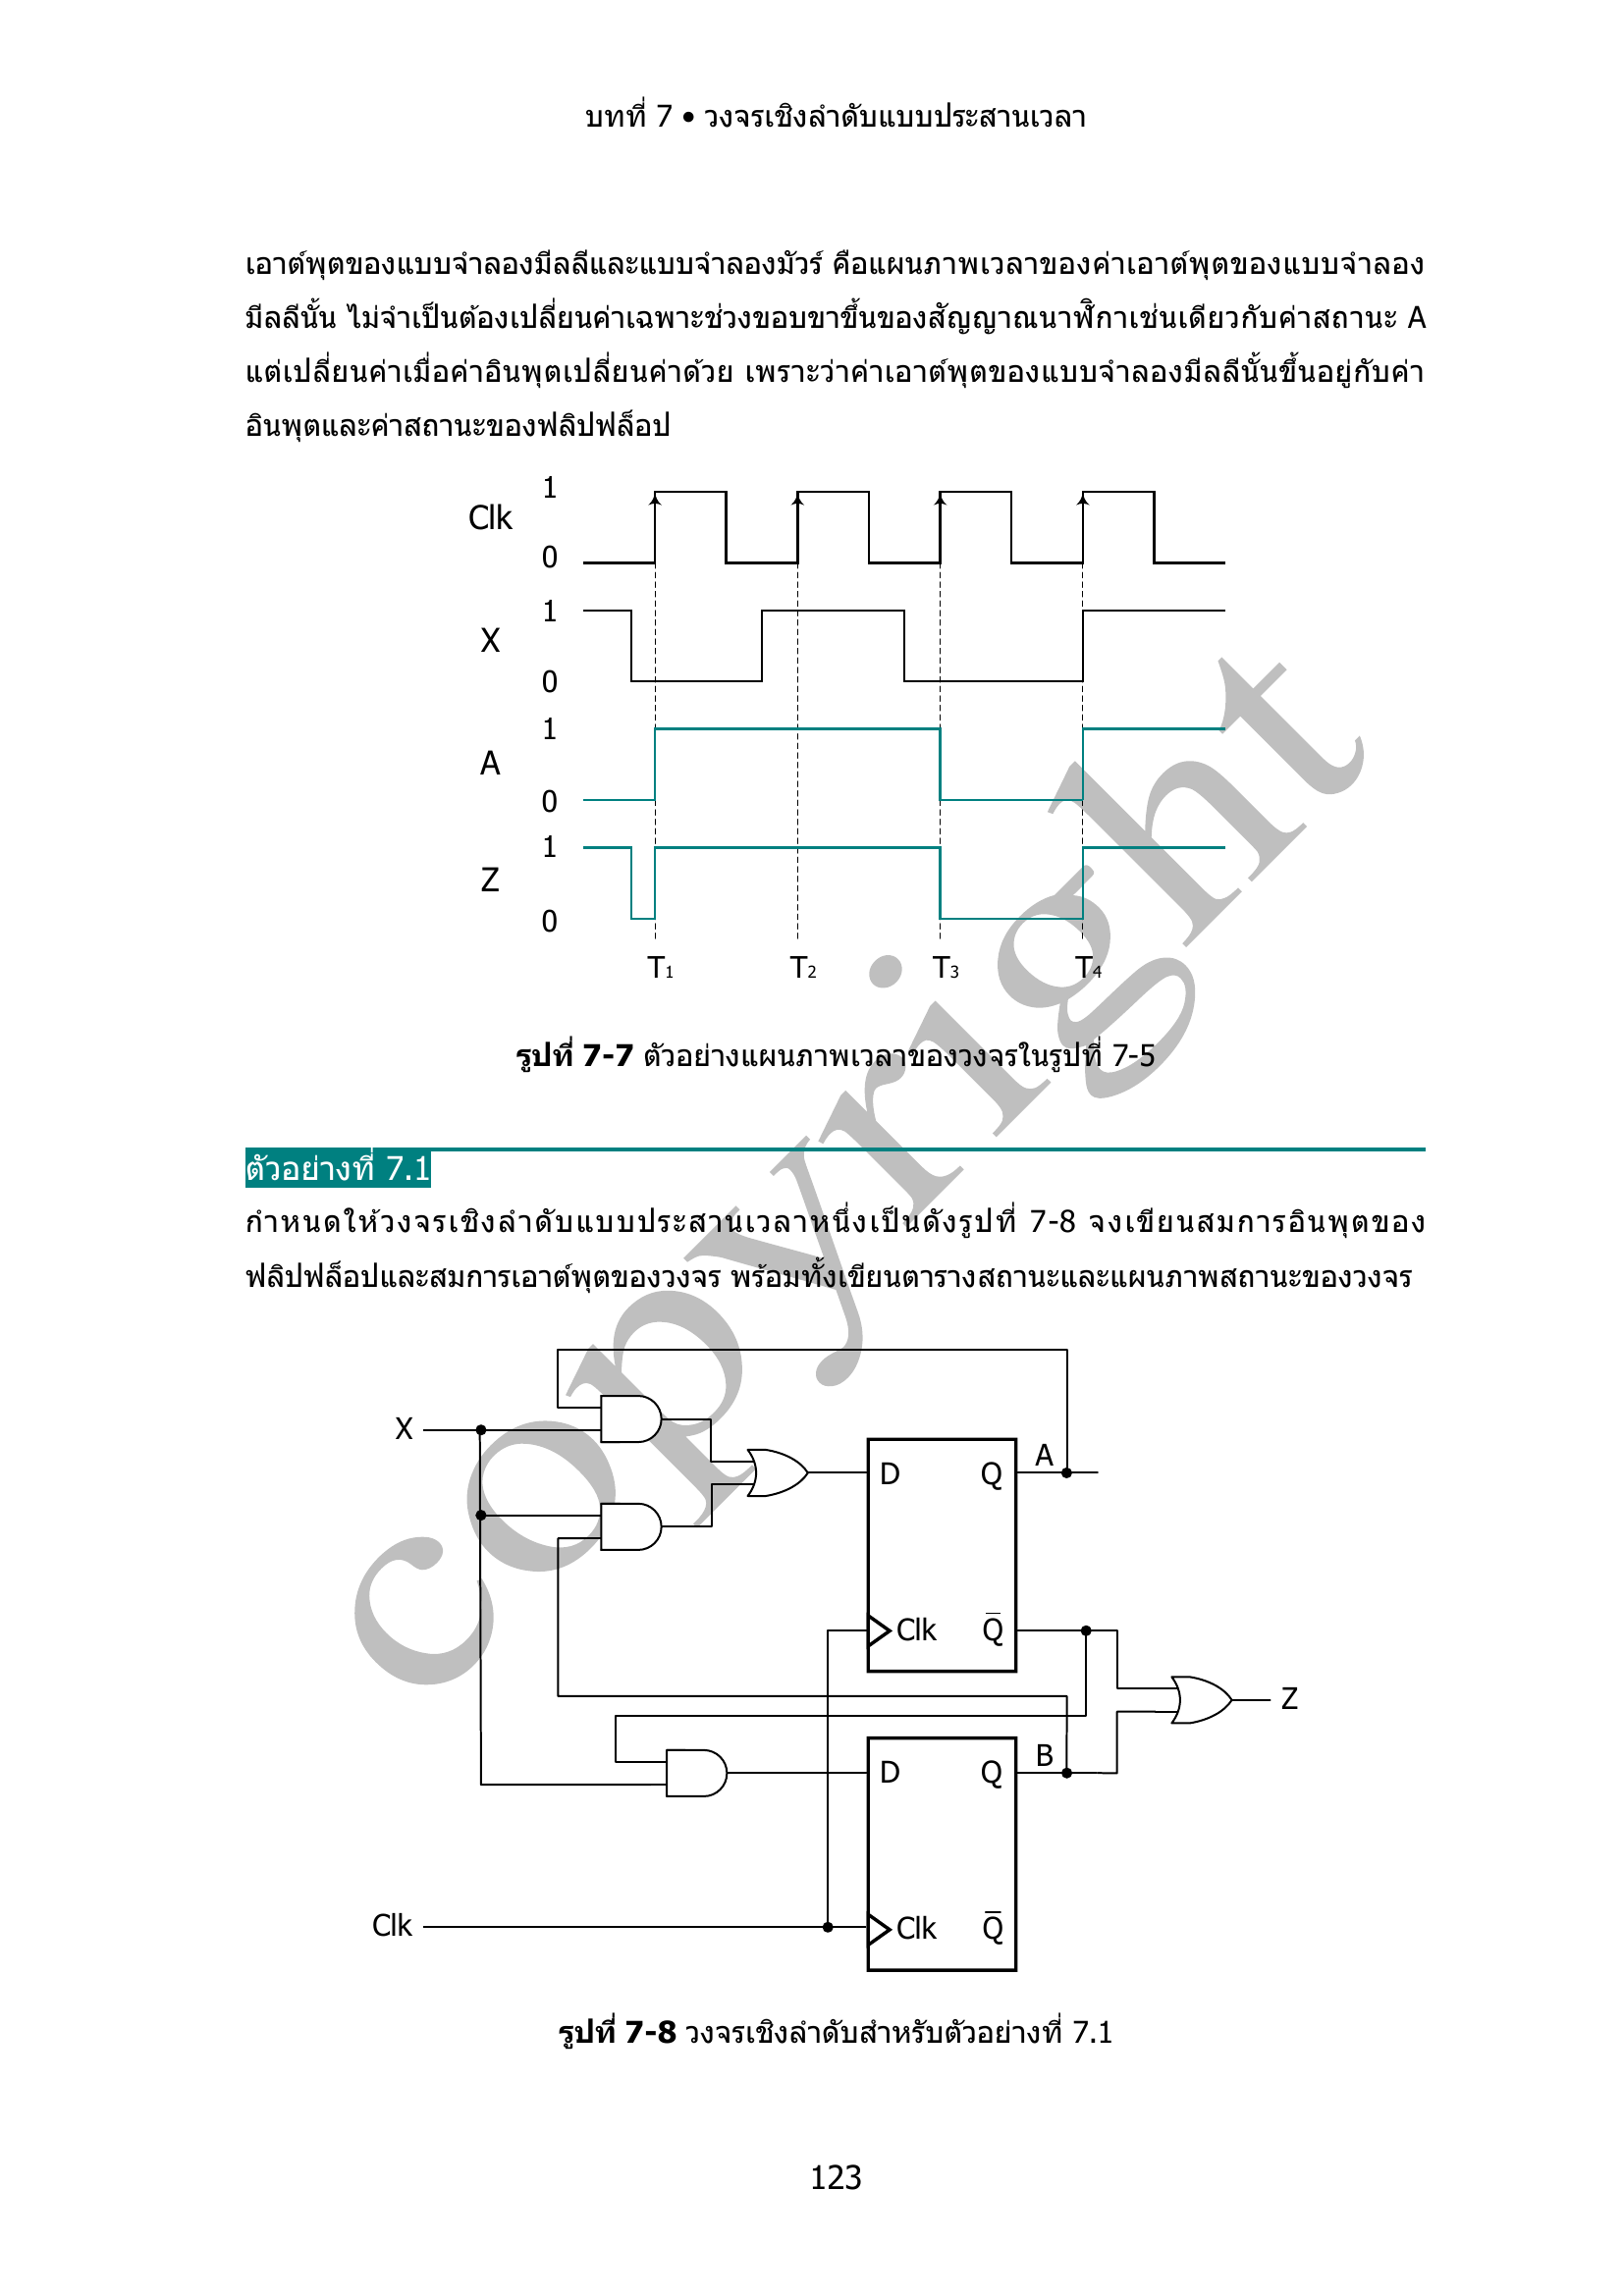 บทที่ 7 • วงจรเชิงลำดับแบบประสานเวลา
เอาต์พุตของแบบจำลองมีลลีและแบบจำลองมัวร์ คือแผนภาพเวลาของค่าเอาต์พุตของแบบจำลอง
มีลลีนั้น ไม่จำเป็นต้องเปลี่ยนค่าเฉพาะช่วงขอบขาขึ้นของสัญญาณนาฬิกาเช่นเดียวกับค่าสถานะ A
แต่เปลี่ยนค่าเมื่อค่าอินพุตเปลี่ยนค่าด้วย เพราะว่าค่าเอาต์พุตของแบบจำลองมีลลีนั้นขึ้นอยู่กับค่า
อินพุตและค่าสถานะของฟลิปฟล็อป
1
Clk
0
1
X
0
1
A
0
1
Z
0
T1 T2 T3 T4
รูปที่ 7-7 ตัวอย่างแผนภาพเวลาของวงจรในรูปที่ 7-5
ตัวอย่างที่ 7.1
กำหนดให้วงจรเชิงลำดับแบบประสานเวลาหนึ่งเป็นดังรูปที่ 7-8 จงเขียนสมการอินพุตของ
ฟลิปฟล็อปและสมการเอาต์พุตของวงจร พร้อมทั้งเขียนตารางสถานะและแผนภาพสถานะของวงจร
X
A
D Q
Clk Q̅
Z
B
D Q
Clk Clk Q̅
รูปที่ 7-8 วงจรเชิงลำดับสำหรับตัวอย่างที่ 7.1
123
copyright